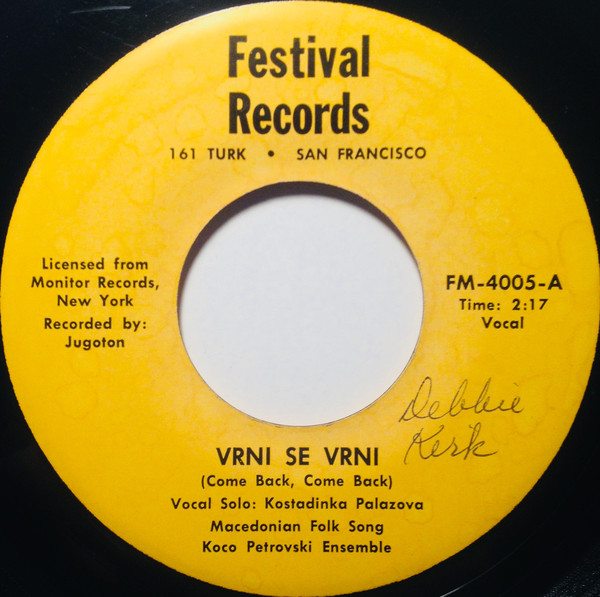 Festival
Records
161 TURK • SAN FRANCISCO
Licensed from
Monitor Records,
New York
Recorded by:
Jugoton
FM-4005-A
Time: 2:17
Vocal
Debbie
Kerk
VRNI SE VRNI
(Come Back, Come Back)
Vocal Solo: Kostadinka Palazova
Macedonian Folk Song
Koco Petrovski Ensemble